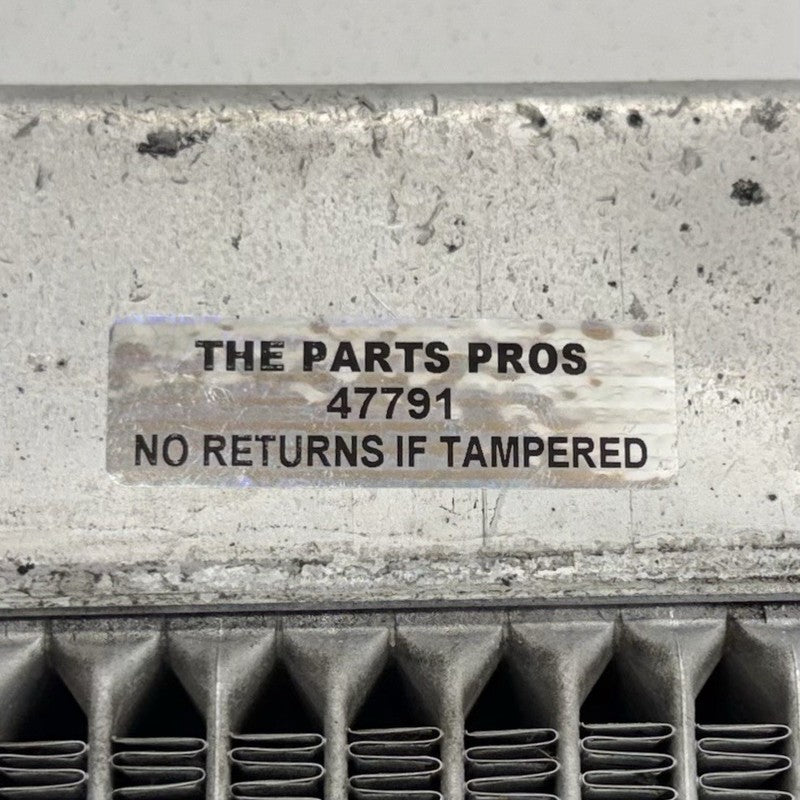 THE PARTS PROS
47791
NO RETURNS IF TAMPERED